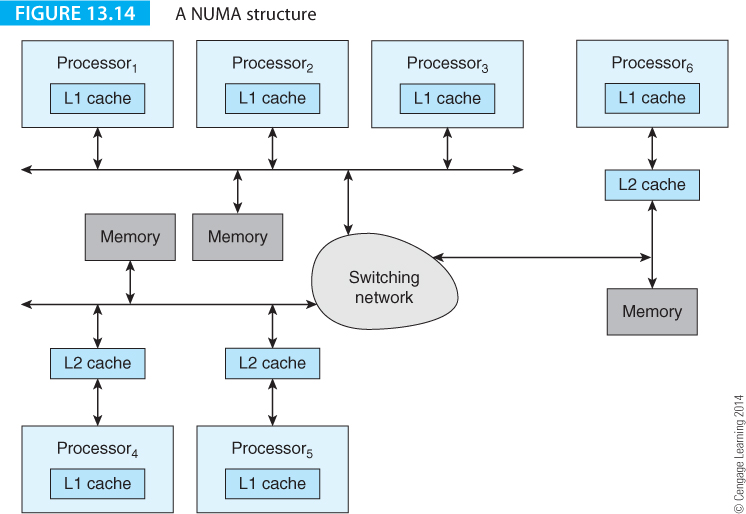 FIGURE 13.14 A NUMA structure
Processor1
L1 cache
Processor2
L1 cache
Processor3
L1 cache
Processor6
L1 cache
L2 cache
Memory
Memory
Switching
network
Memory
L2 cache
L2 cache
Processor4
L1 cache
Processor5
L1 cache
© Cengage Learning 2014